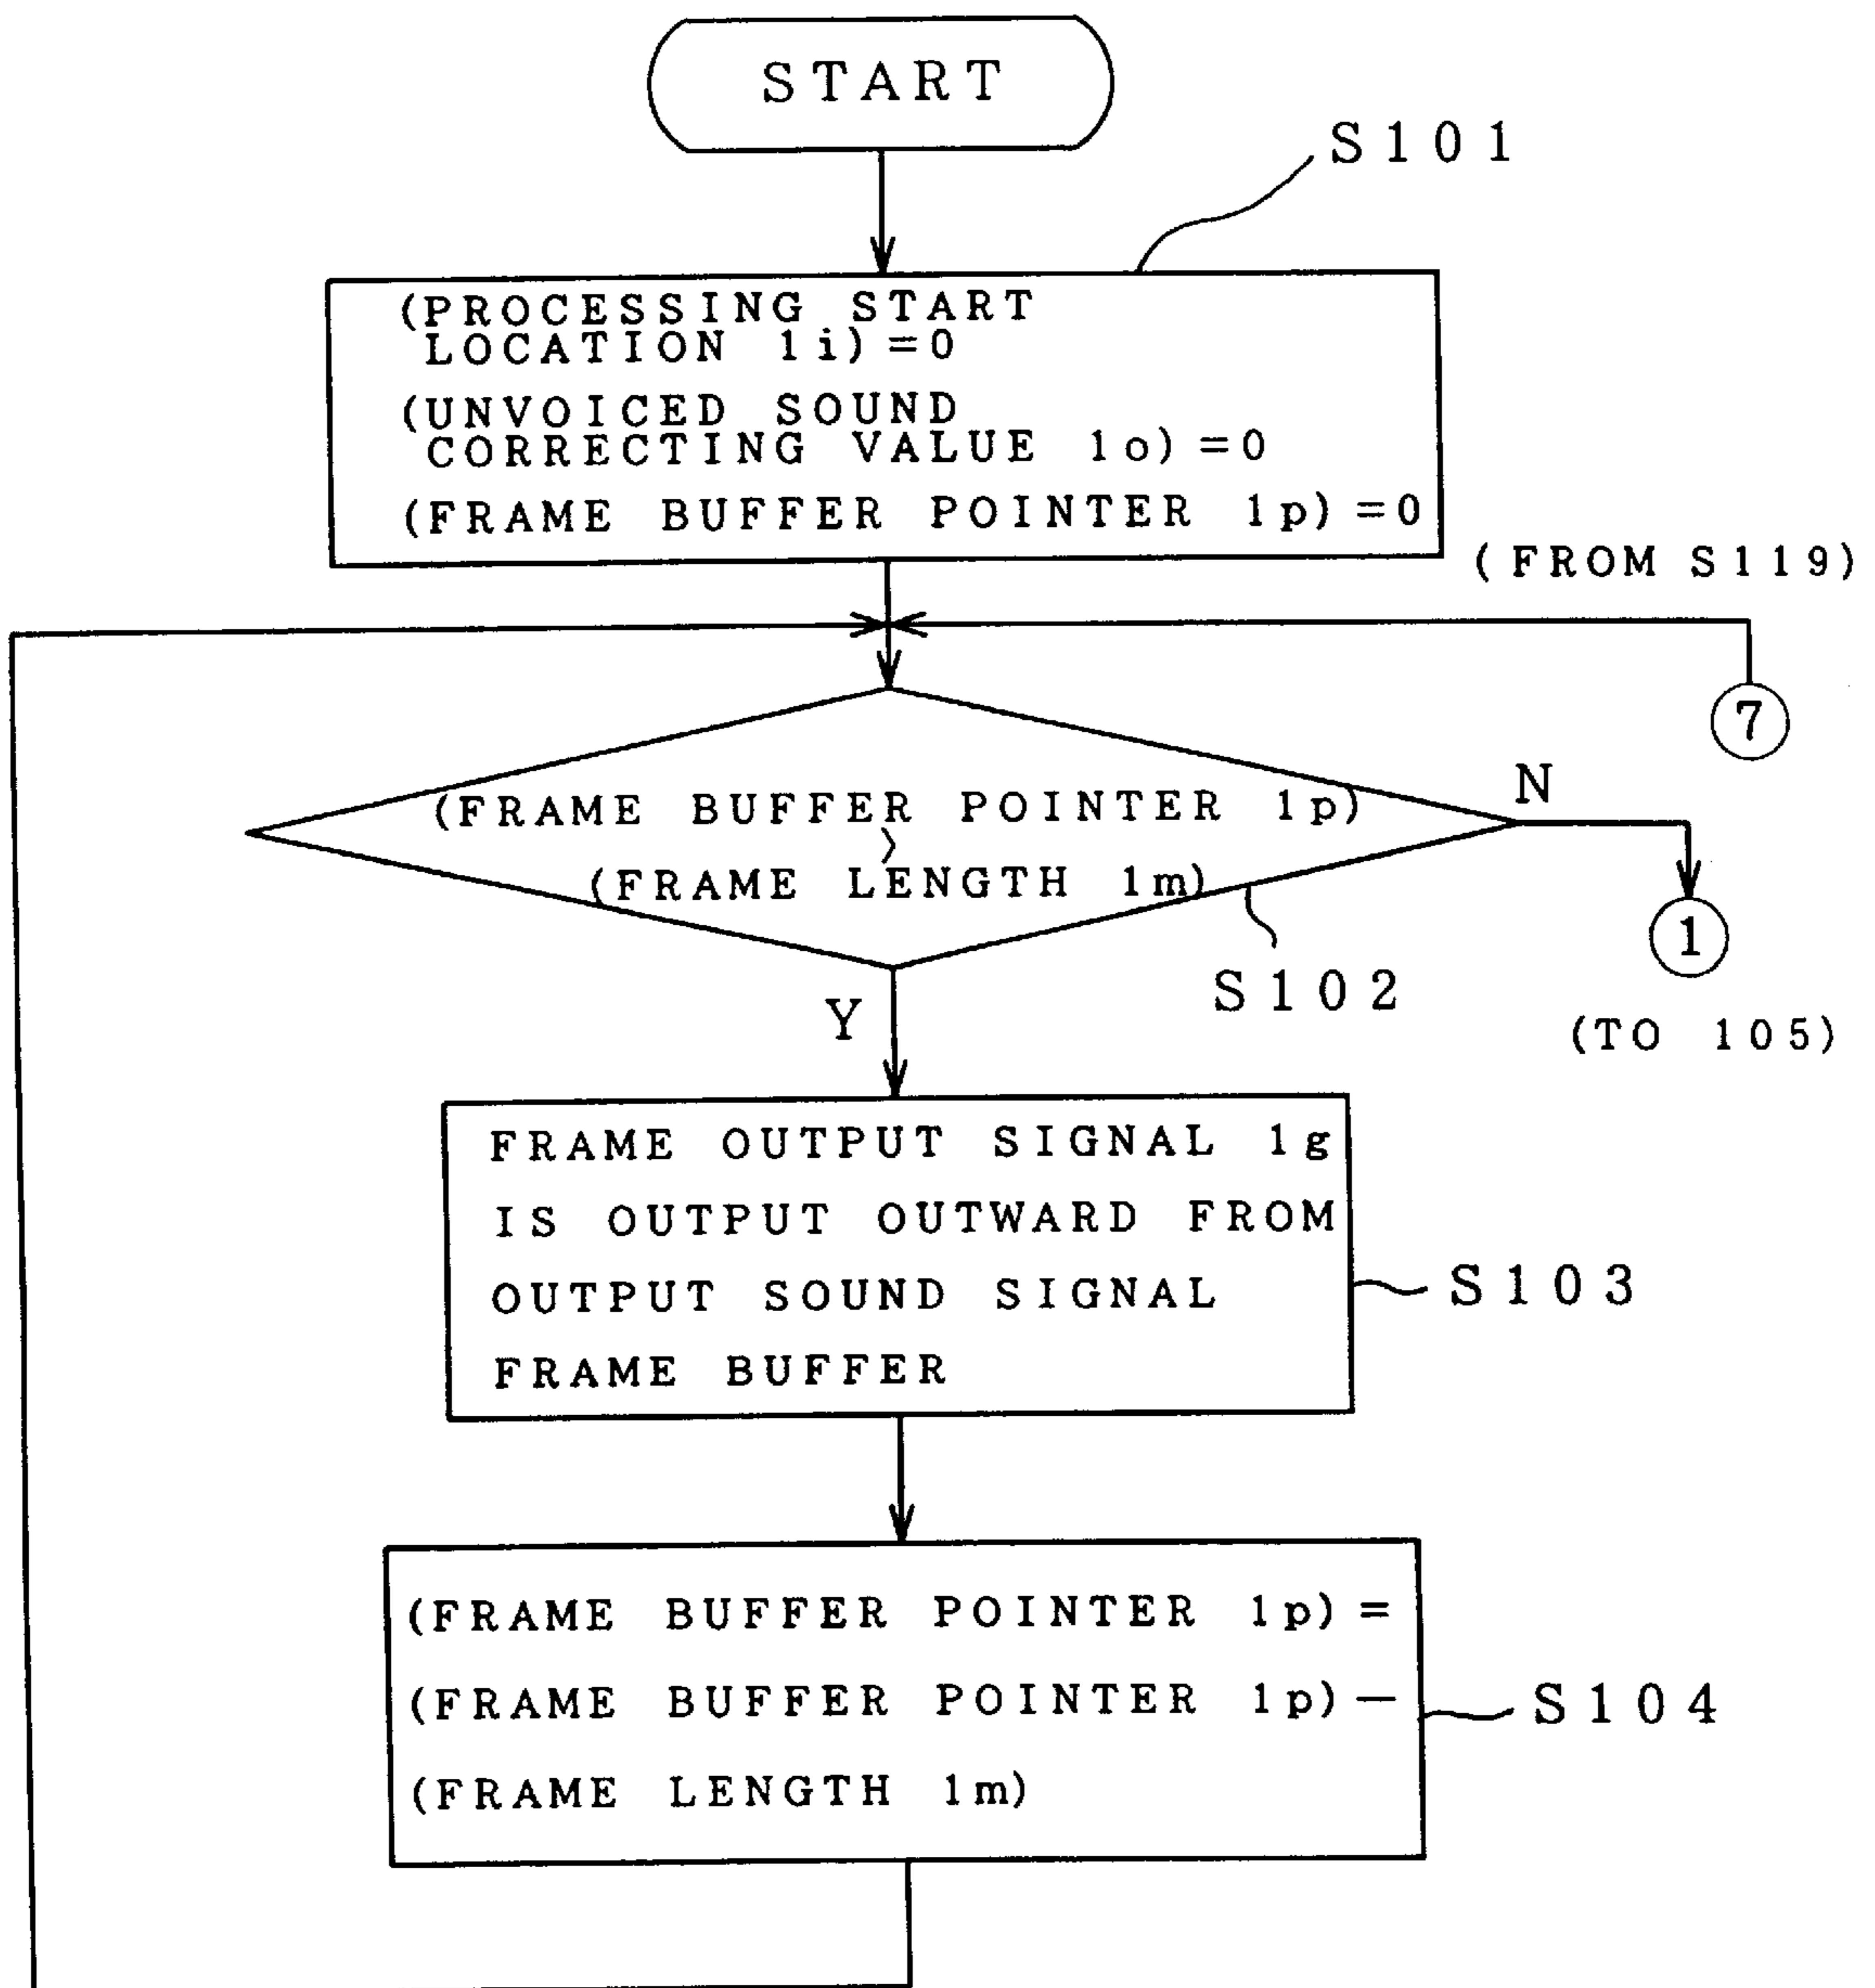 START
S101
(PROCESSING START
LOCATION 1i)=0
(UNVOICED SOUND
CORRECTING VALUE 1o)=0
(FRAME BUFFER POINTER 1p)=0
(FROM S119)
7
(FRAME BUFFER POINTER 1p)
>
(FRAME LENGTH 1m)
N
1
S102
(TO 105)
Y
FRAME OUTPUT SIGNAL 1g
IS OUTPUT OUTWARD FROM
OUTPUT SOUND SIGNAL
FRAME BUFFER
S103
(FRAME BUFFER POINTER 1p)=
(FRAME BUFFER POINTER 1p)−
(FRAME LENGTH 1m)
S104